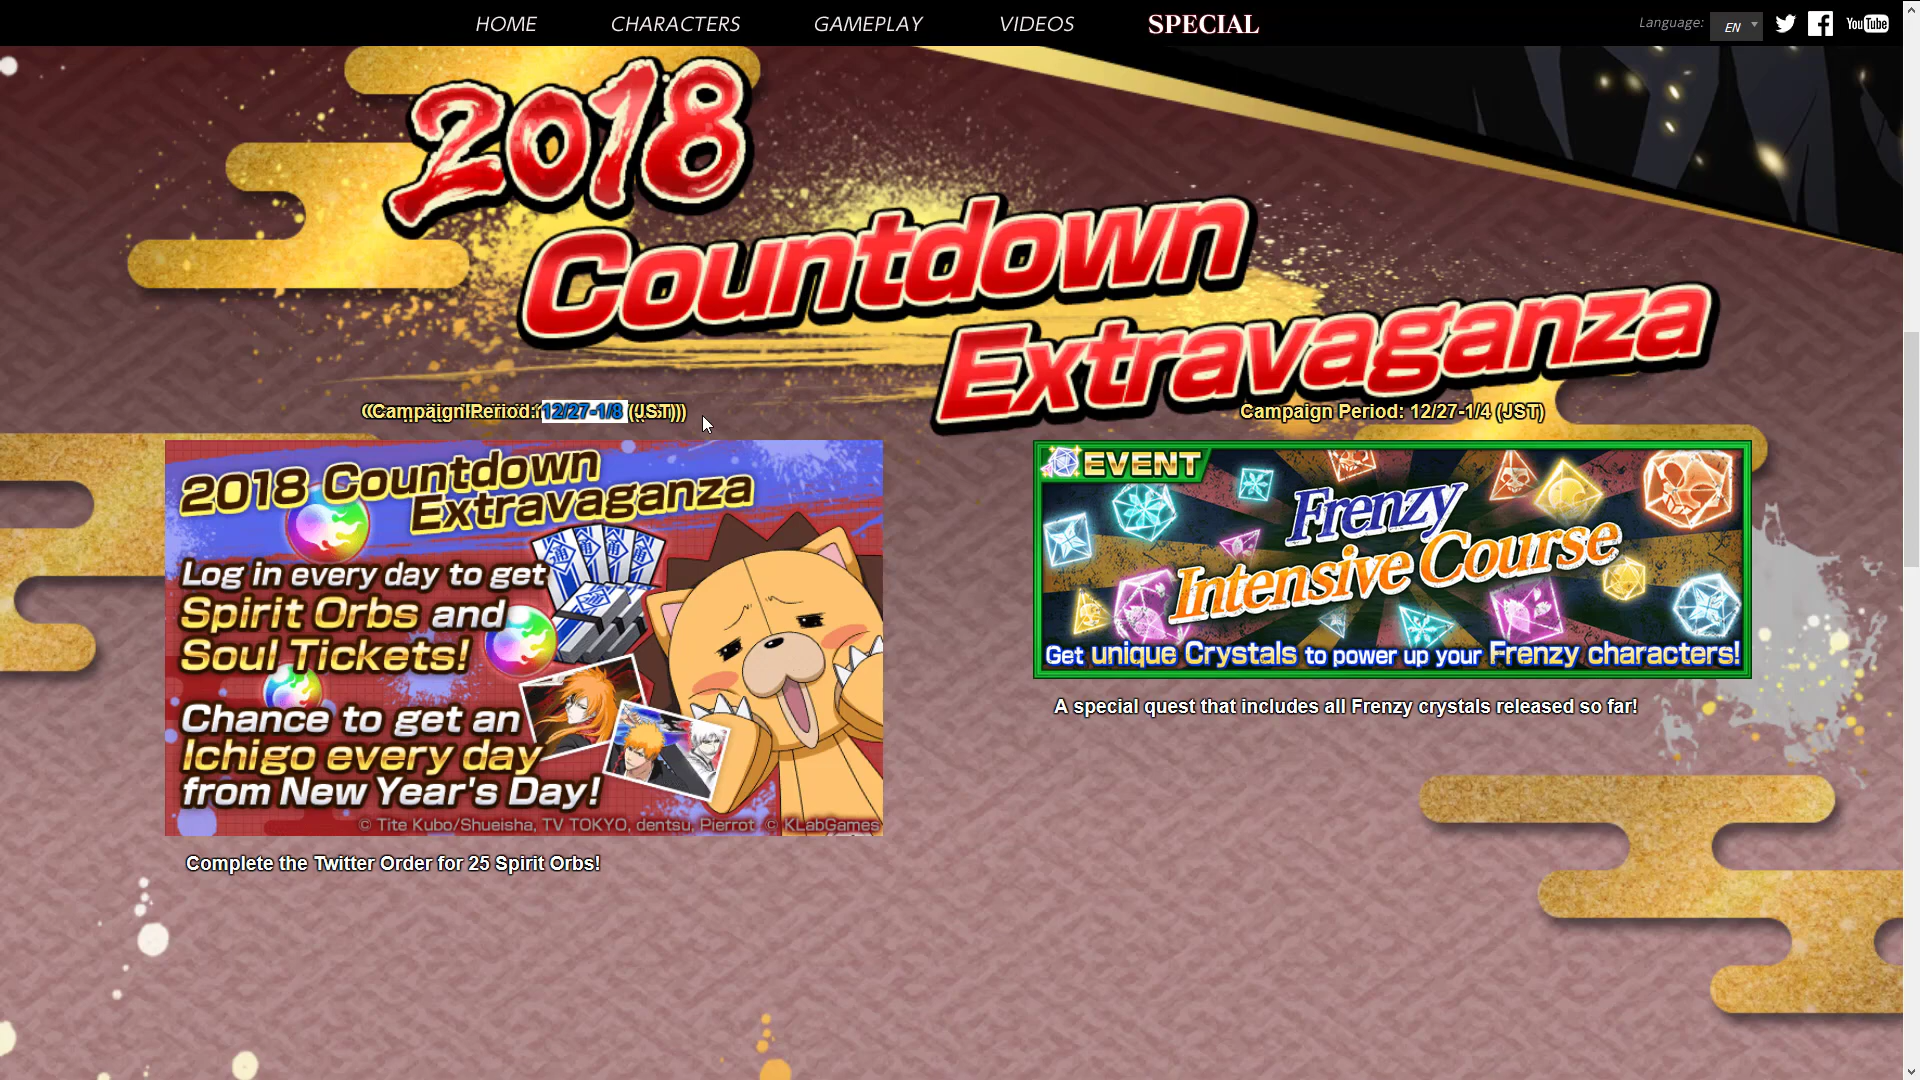 HOME CHARACTERS GAMEPLAY VIDEOS SPECIAL Language: EN You Tube
2018
Countdown
Extravaganza
Campaign Period: 12/27-1/8 (JST)
2018 Countdown
Extravaganza
Log in every day to get
Spirit Orbs and
Soul Tickets!
Chance to get an
Ichigo every day
from New Year's Day!
© Tite Kubo/Shueisha, TV TOKYO, dentsu, Pierrot © KLabGames
Complete the Twitter Order for 25 Spirit Orbs!
Campaign Period: 12/27-1/4 (JST)
EVENT
Frenzy
Intensive Course
Get unique Crystals to power up your Frenzy characters!
A special quest that includes all Frenzy crystals released so far!